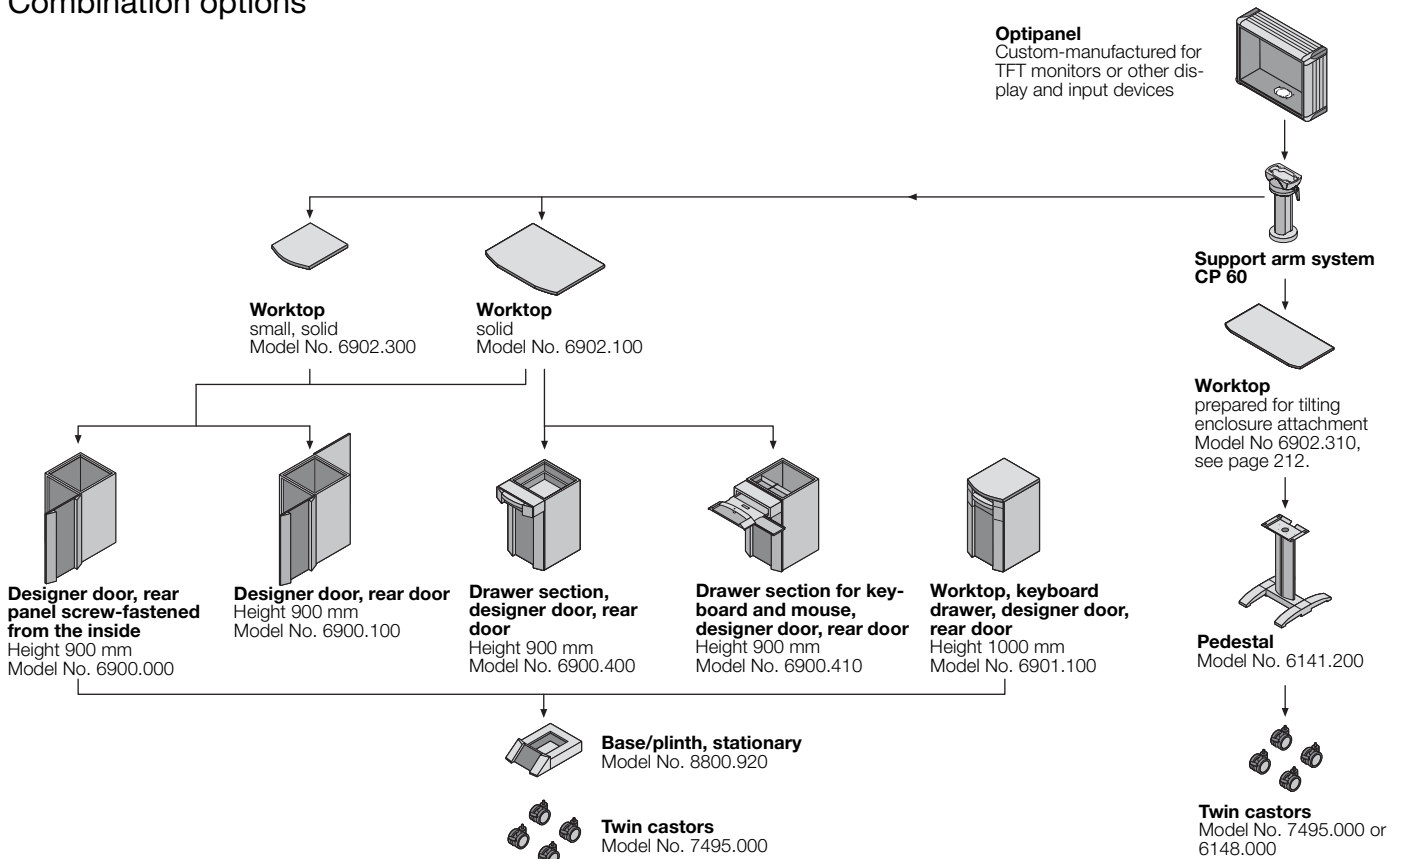 Combination options
Optipanel
Custom-manufactured for
TFT monitors or other dis-
play and input devices
Support arm system
CP 60
Worktop
small, solid
Model No. 6902.300
Worktop
solid
Model No. 6902.100
Worktop
prepared for tilting
enclosure attachment
Model No 6902.310,
see page 212.
Designer door, rear
panel screw-fastened
from the inside
Height 900 mm
Model No. 6900.000
Designer door, rear door
Height 900 mm
Model No. 6900.100
Drawer section,
designer door, rear
door
Height 900 mm
Model No. 6900.400
Drawer section for key-
board and mouse,
designer door, rear door
Height 900 mm
Model No. 6900.410
Worktop, keyboard
drawer, designer door,
rear door
Height 1000 mm
Model No. 6901.100
Pedestal
Model No. 6141.200
Base/plinth, stationary
Model No. 8800.920
Twin castors
Model No. 7495.000
Twin castors
Model No. 7495.000 or
6148.000